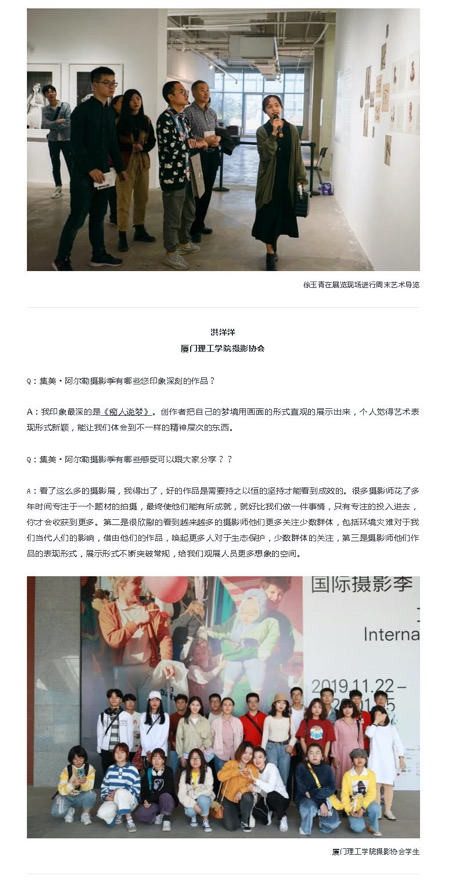 徐玉青在展览现场进行周末艺术导览
洪洋洋
厦门理工学院摄影协会
Q：集美·阿尔勒摄影季有哪些您印象深刻的作品？
A：我印象最深的是《痴人说梦》。创作者把自己的梦境用画面的形式直观的展示出来，个人觉得艺术表
现形式新颖，能让我们体会到不一样的精神层次的东西。
Q：集美·阿尔勒摄影季有哪些感受可以跟大家分享？？
A：看了这么多的摄影展，我得出了，好的作品是需要持之以恒的坚持才能看到成效的。很多摄影师花了多
年时间专注于一个题材的拍摄，最终使他们能有所成就，就好比我们做一件事情，只有专注的投入进去，
你才会收获到更多。第二是很欣慰的看到越来越多的摄影师他们更多关注少数群体，包括环境灾难对于我
们当代人们的影响，借由他们的作品，唤起更多人对于生态保护，少数群体的关注，第三是摄影师他们作
品的表现形式，展示形式不断突破常规，给我们观展人员更多想象的空间。
国际摄影季
Interna
2019.11.22–
厦门理工学院摄影协会学生